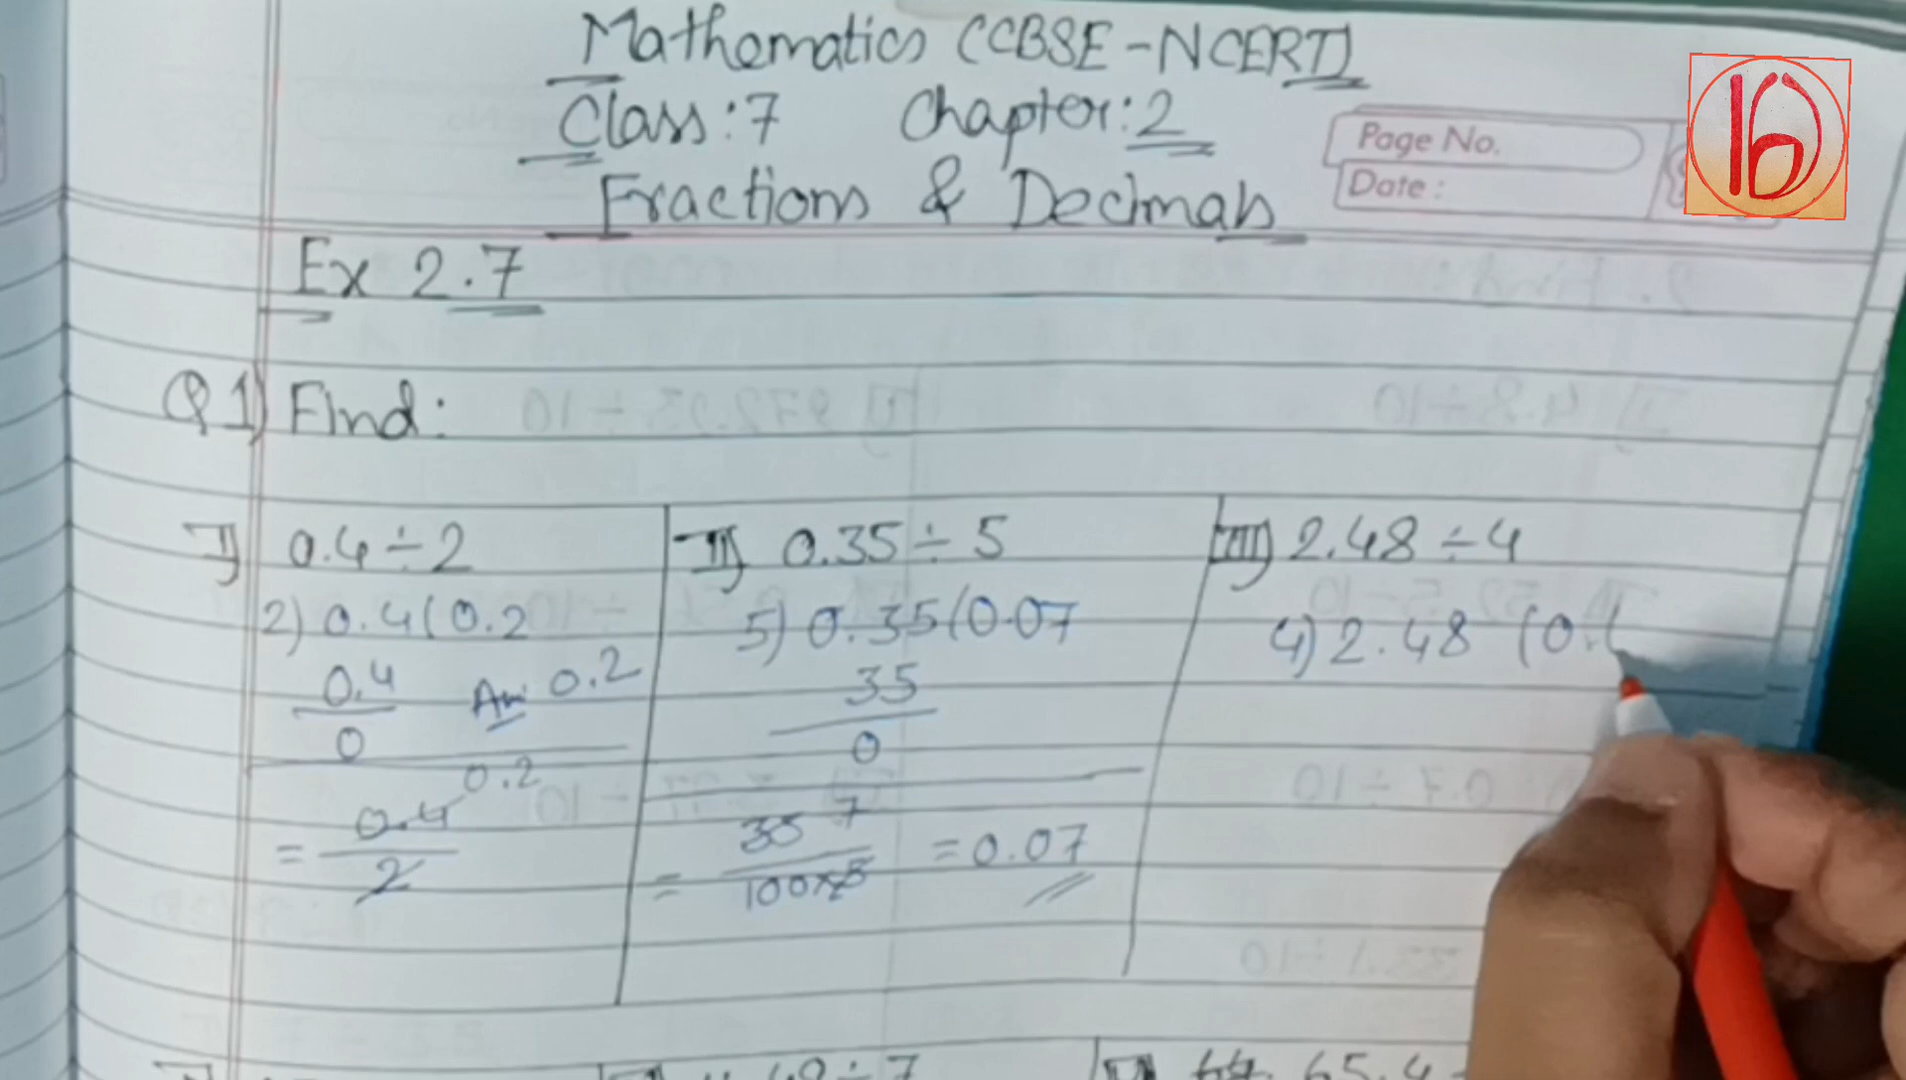 Mathematics (CBSE-NCERT)
Class:7 Chapter:2
Page No.
Date:
Fractions & Decimals
Ex 2.7
Q1) Find:
I) 0.4÷2
2) 0.4(0.2
0.4
0
Ans 0.2
0.2
= 0.4
2
II) 0.35÷5
5) 0.35(0.07
35
0
35 7
= 100×5 = 0.07
III) 2.48÷4
4) 2.48 (0.